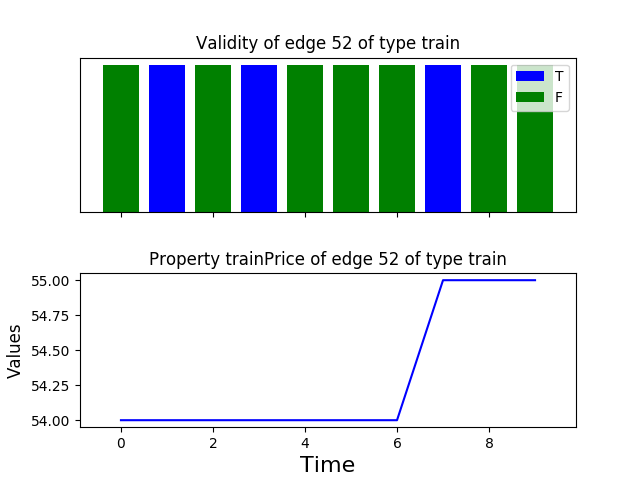 Validity of edge 52 of type train
T
F
Property trainPrice of edge 52 of type train
55.00
54.75
54.50
54.25
54.00
Values
0 2 4 6 8
Time